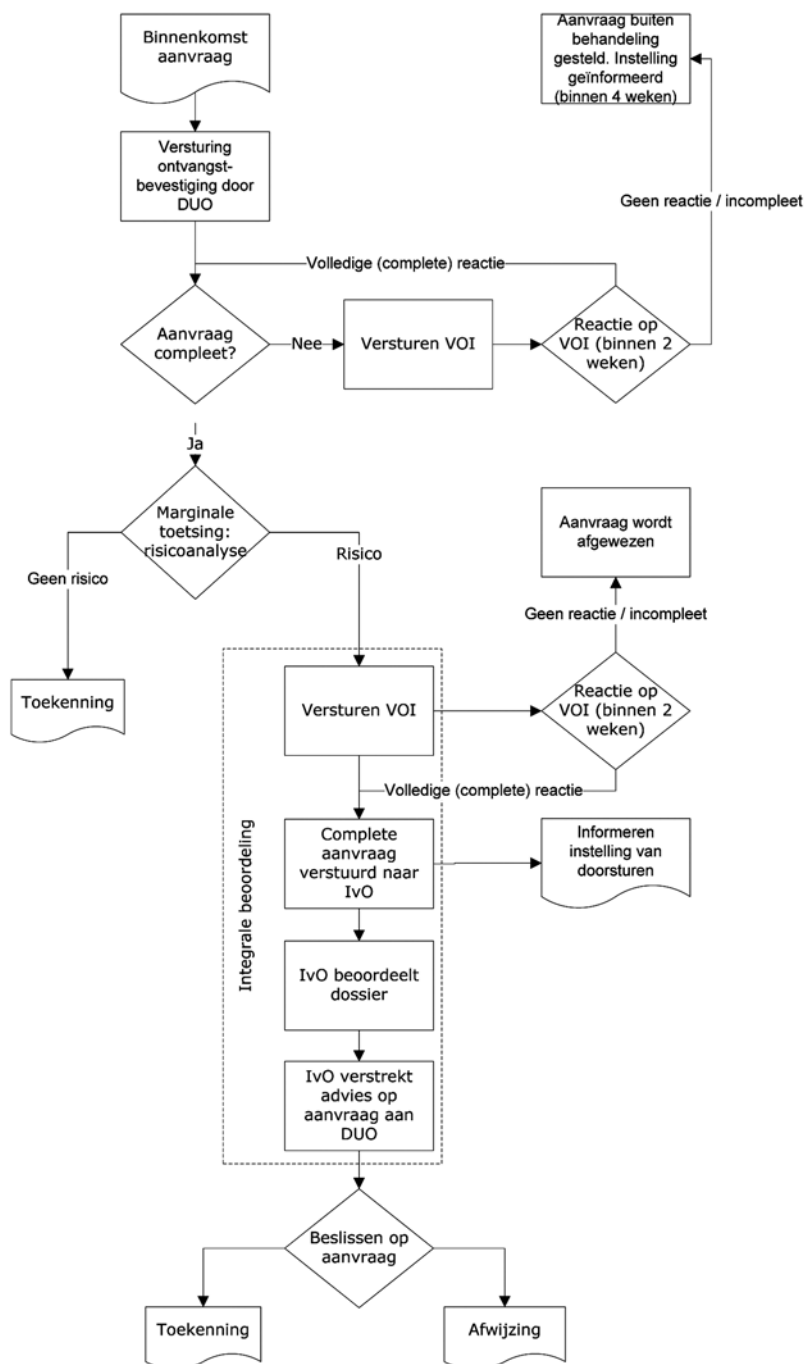 Binnenkomst
aanvraag
Aanvraag buiten
behandeling
gesteld. Instelling
geïnformeerd
(binnen 4 weken)
Versturing
ontvangst-
bevestiging door
DUO
Geen reactie / incompleet
Volledige (complete) reactie
Aanvraag
compleet?
Nee
Versturen VOI
Reactie op
VOI (binnen 2
weken)
Ja
Marginale
toetsing:
risicoanalyse
Geen risico
Risico
Aanvraag wordt
afgewezen
Geen reactie / incompleet
Toekenning
Versturen VOI
Reactie op
VOI (binnen 2
weken)
Volledige (complete) reactie
Integrale beoordeling
Complete
aanvraag
verstuurd naar
IvO
Informeren
instelling van
doorsturen
IvO beoordeelt
dossier
IvO verstrekt
advies op
aanvraag aan
DUO
Beslissen op
aanvraag
Toekenning
Afwijzing